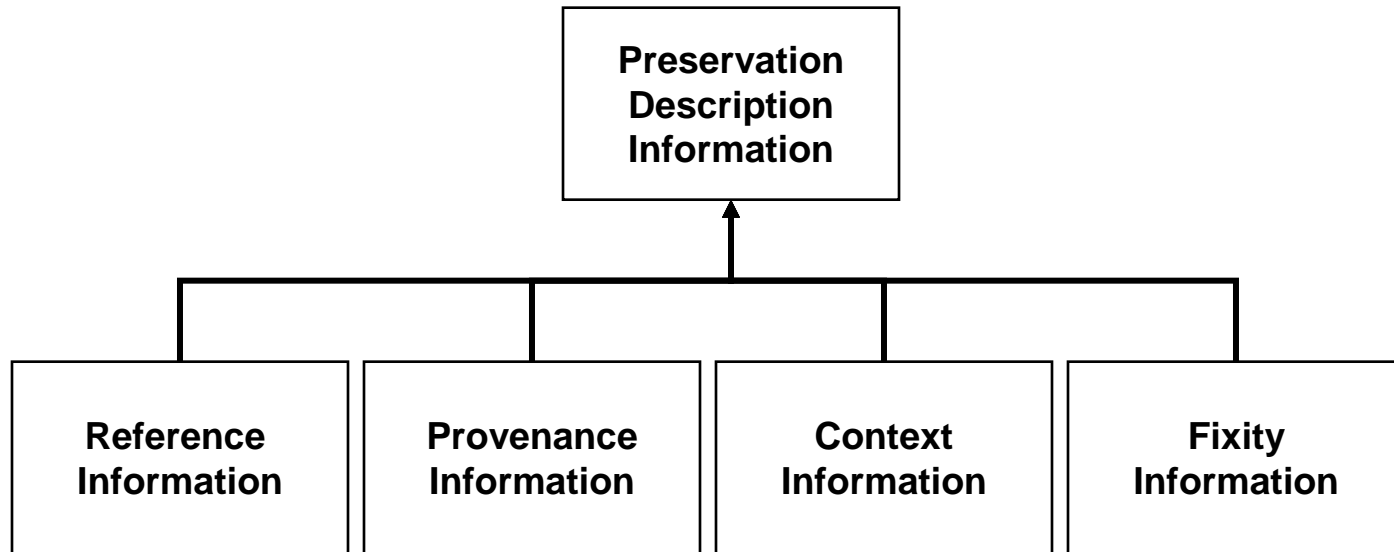 Preservation
Description
Information
Reference
Information
Provenance
Information
Context
Information
Fixity
Information